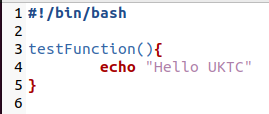 1 #!/bin/bash
2
3 testFunction(){
4         echo "Hello UKTC"
5 }
6